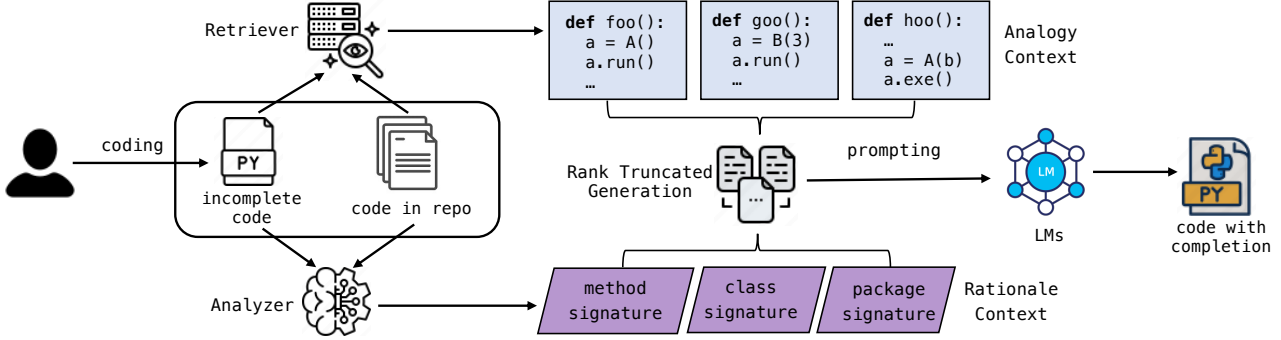 Retriever
def foo():
a = A()
a.run()
…
def goo():
a = B(3)
a.run()
…
def hoo():
…
a = A(b)
a.exe()
Analogy
Context
coding
PY
incomplete
code
code in repo
Rank Truncated
Generation
...
prompting
LM
LMs
PY
code with
completion
Analyzer
method
signature
class
signature
package
signature
Rationale
Context